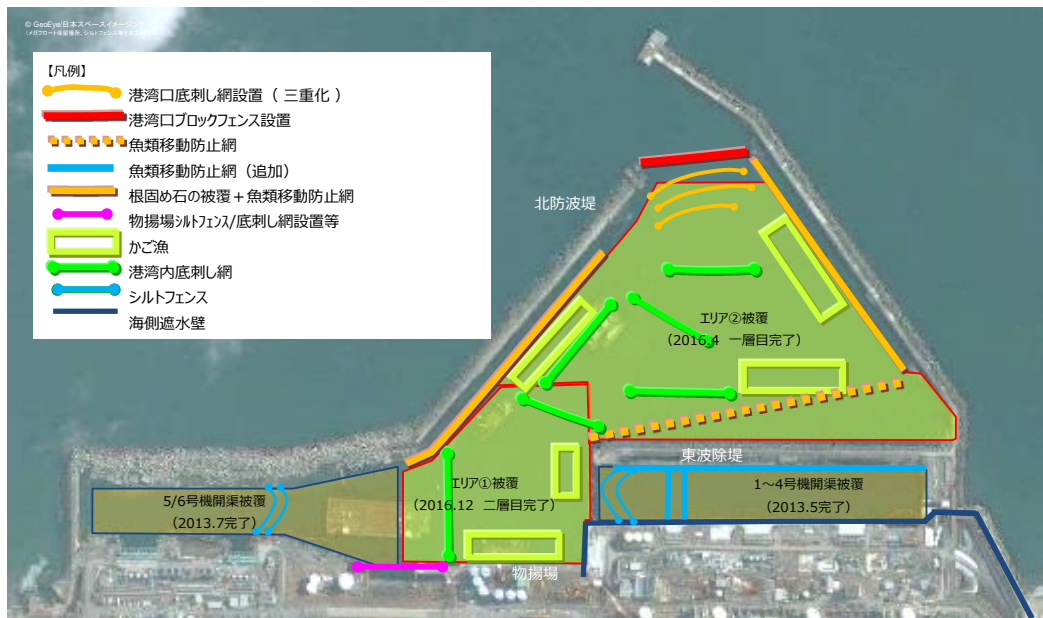 © GeoEye/日本スペースイメージング
【凡例】
港湾口底刺し網設置（ 三重化 ）
港湾口ブロックフェンス設置
魚類移動防止網
魚類移動防止網（追加）
根固め石の被覆＋魚類移動防止網
物揚場ｼﾙﾄﾌｪﾝｽ/底刺し網設置等
かご漁
港湾内底刺し網
シルトフェンス
海側遮水壁
北防波堤
エリア②被覆
（2016.4 一層目完了）
東波除堤
エリア①被覆
（2016.12 二層目完了）
1～4号機開渠被覆
（2013.5完了）
5/6号機開渠被覆
（2013.7完了）
物揚場